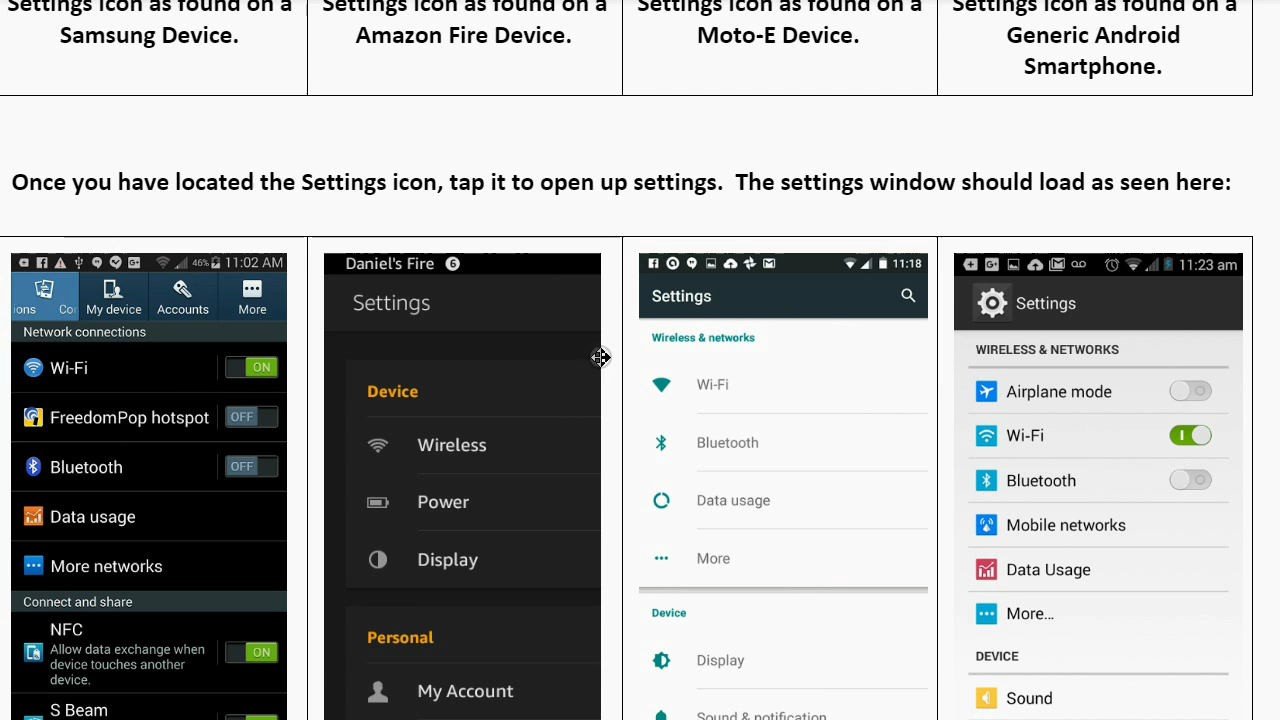 Settings icon as found on a Samsung Device.
Settings icon as found on a Amazon Fire Device.
Settings icon as found on a Moto-E Device.
Settings icon as found on a Generic Android Smartphone.
Once you have located the Settings icon, tap it to open up settings.  The settings window should load as seen here:
46% 11:02 AM
ons Co My device Accounts More
Network connections
Wi-Fi ON
FreedomPop hotspot OFF
Bluetooth OFF
Data usage
More networks
Connect and share
NFC
Allow data exchange when
device touches another
device.
ON
S Beam
Daniel's Fire 6
Settings
Device
Wireless
Power
Display
Personal
My Account
11:18
Settings
Wireless & networks
Wi-Fi
Bluetooth
Data usage
More
Device
Display
Sound & notification
11:23 am
Settings
WIRELESS & NETWORKS
Airplane mode
Wi-Fi
Bluetooth
Mobile networks
Data Usage
More...
DEVICE
Sound